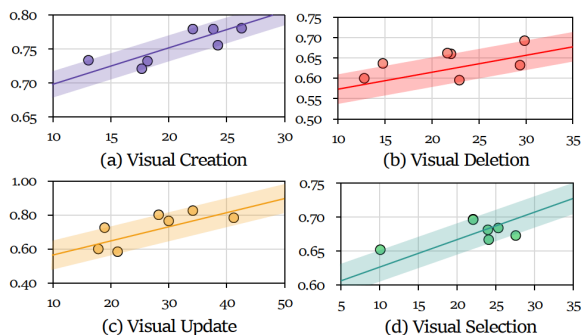 0.80
0.75
0.70
0.65
10 15 20 25 30
(a) Visual Creation
0.75
0.70
0.65
0.60
0.55
0.50
10 15 20 25 30 35
(b) Visual Deletion
1.00
0.80
0.60
0.40
10 20 30 40 50
(c) Visual Update
0.75
0.70
0.65
0.60
5 10 15 20 25 30 35
(d) Visual Selection